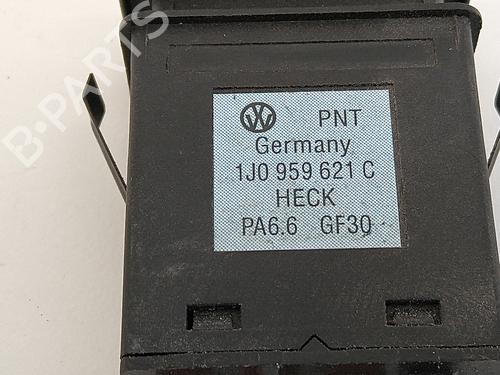 PNT
Germany
1J0 959 621 C
HECK
PA6.6 GF30
B-PARTS